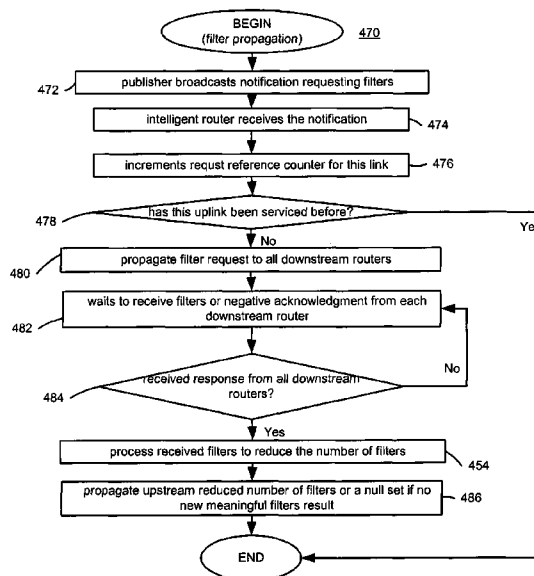 BEGIN
(filter propagation)
470
publisher broadcasts notification requesting filters
472
intelligent router receives the notification
474
increments requst reference counter for this link
476
has this uplink been serviced before?
478
Yes
No
propagate filter request to all downstream routers
480
waits to receive filters or negative acknowledgment from each
downstream router
482
received response from all downstream
routers?
484
No
Yes
process received filters to reduce the number of filters
454
propagate upstream reduced number of filters or a null set if no
new meaningful filters result
486
END